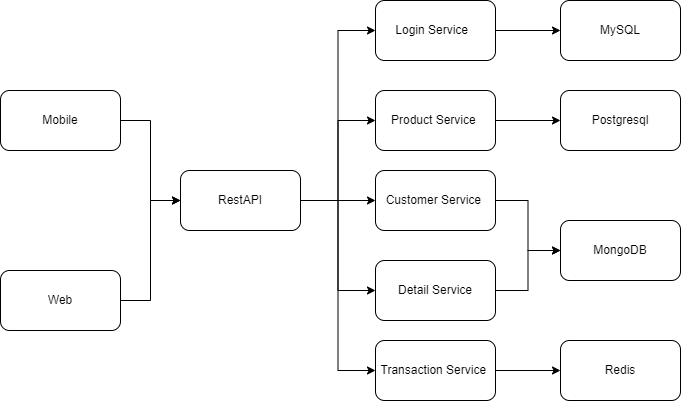 Login Service
MySQL
Mobile
Product Service
Postgresql
RestAPI
Customer Service
MongoDB
Web
Detail Service
Transaction Service
Redis